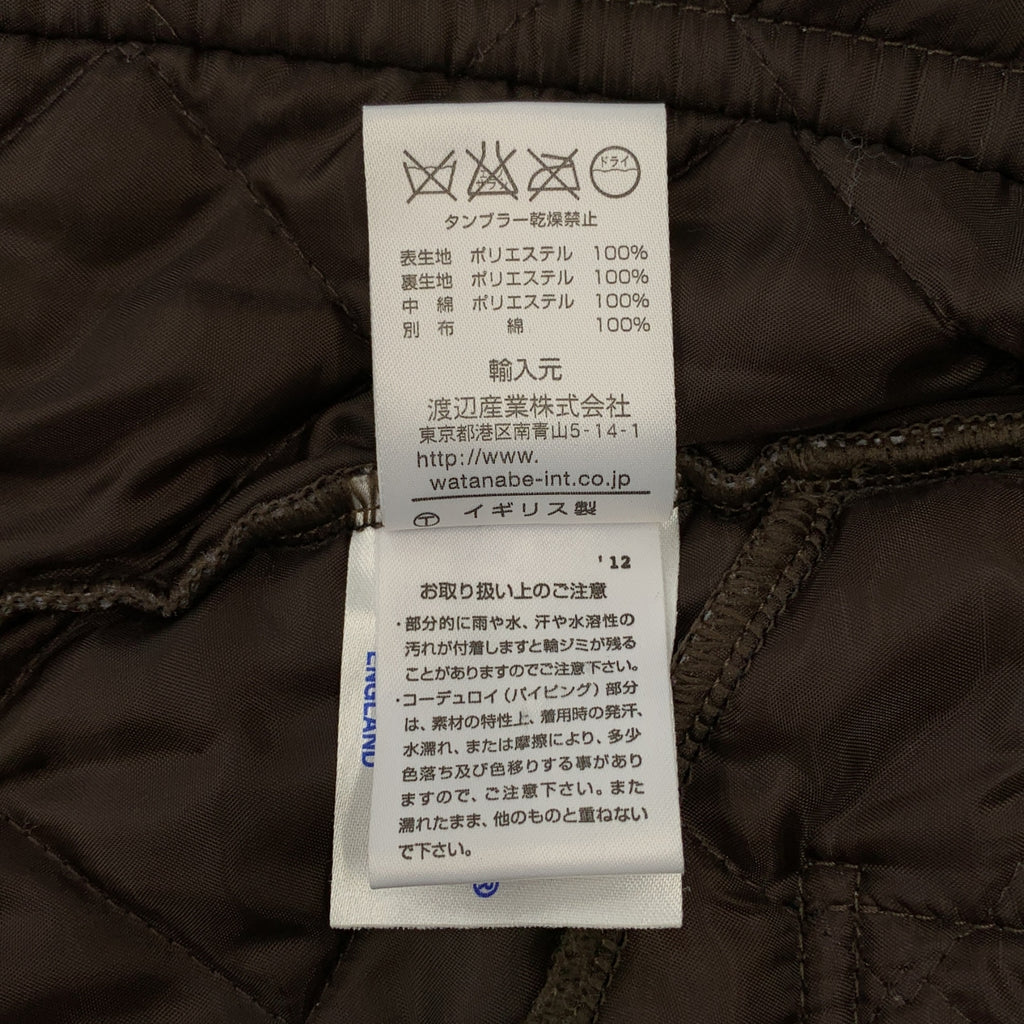 ドライ
タンブラー乾燥禁止
表生地 ポリエステル 100%
裏生地 ポリエステル 100%
中 綿 ポリエステル 100%
別 布 綿 100%
輸入元
渡辺産業株式会社
東京都港区南青山5-14-1
http://www.
watanabe-int.co.jp
Ⓣ イギリス製
'12
お取り扱い上のご注意
・部分的に雨や水、汗や水溶性の
汚れが付着しますと輪ジミが残る
ことがありますのでご注意下さい。
・コーデュロイ(パイピング)部分
は、素材の特性上、着用時の発汗、
水濡れ、または摩擦により、多少
色落ち及び色移りする事があり
ますので、ご注意下さい。また
濡れたまま、他のものと重ねない
で下さい。
ENGLAND
®